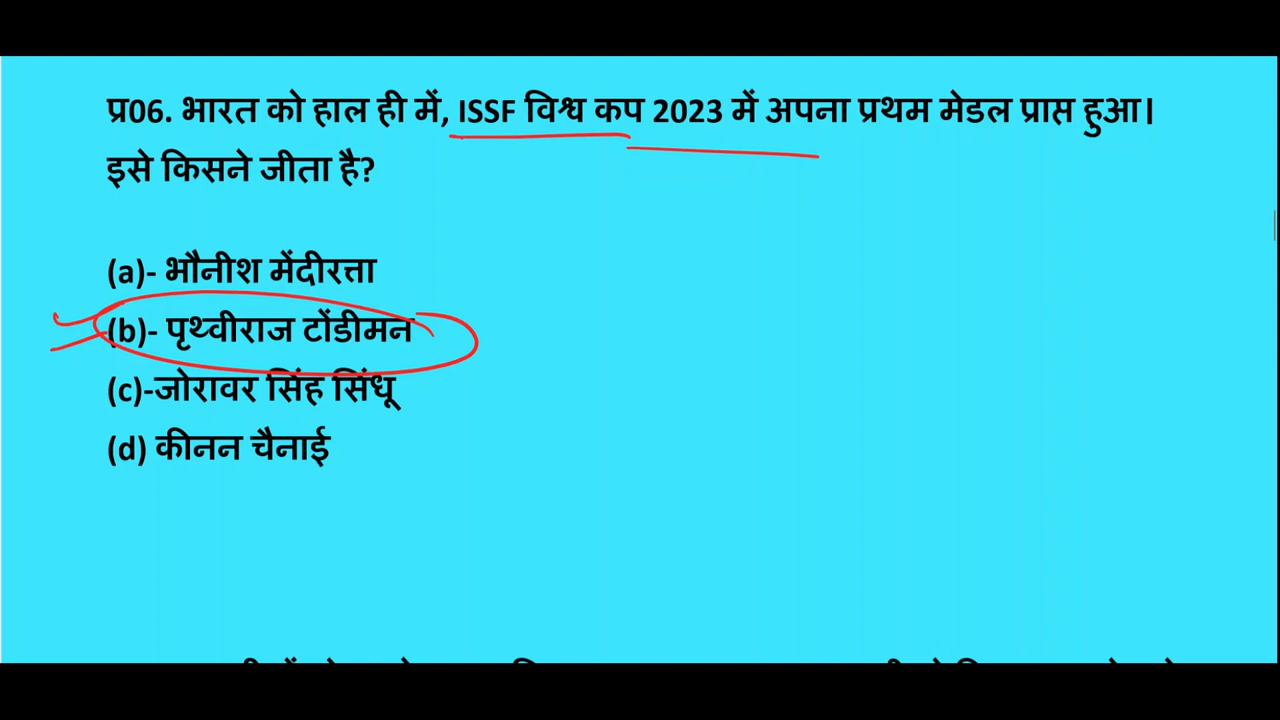 प्र06. भारत को हाल ही में, ISSF विश्व कप 2023 में अपना प्रथम मेडल प्राप्त हुआ।
इसे किसने जीता है?
(a)- भौनीश मेंदीरत्ता
(b)- पृथ्वीराज टोंडीमन
(c)-जोरावर सिंह सिंधू
(d) कीनन चैनाई